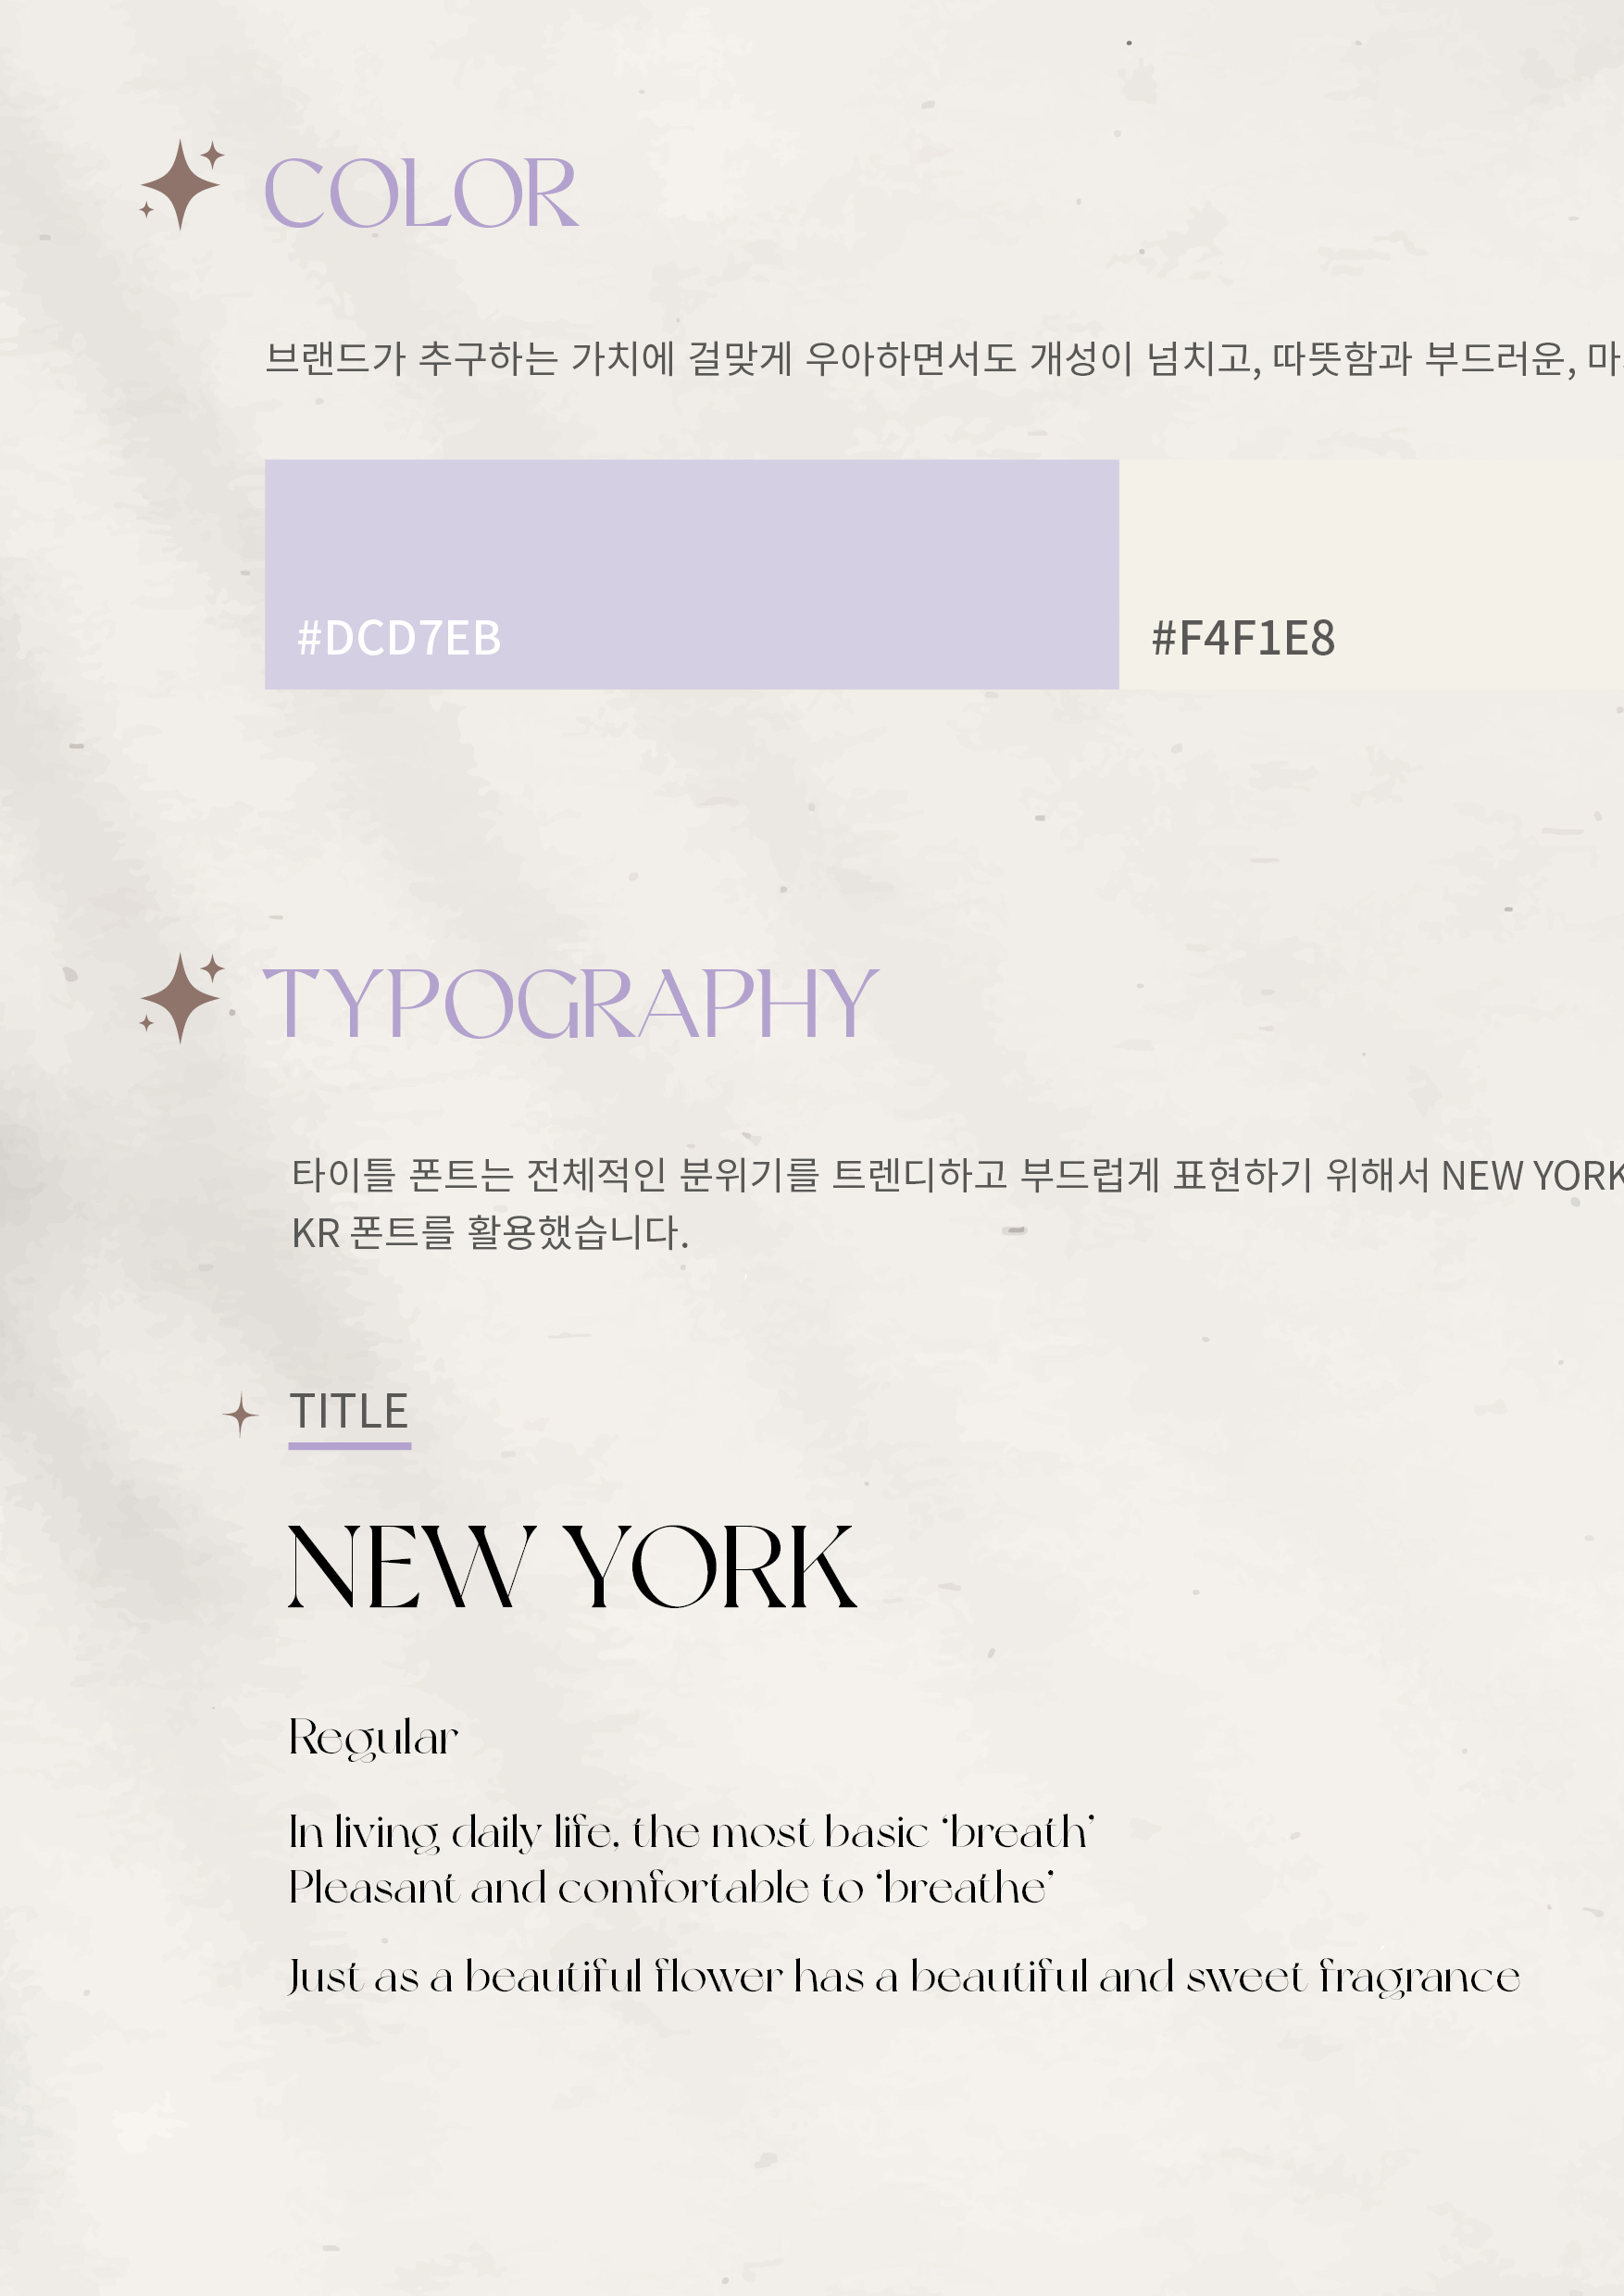 COLOR
브랜드가 추구하는 가치에 걸맞게 우아하면서도 개성이 넘치고, 따뜻함과 부드러운,
#DCD7EB
#F4F1E8
TYPOGRAPHY
타이틀 폰트는 전체적인 분위기를 트렌디하고 부드럽게 표현하기 위해서 NEW YORK
KR 폰트를 활용했습니다.
TITLE
NEW YORK
Regular
In living daily life, the most basic ‘breath’
Pleasant and comfortable to ‘breathe’
Just as a beautiful flower has a beautiful and sweet fragrance